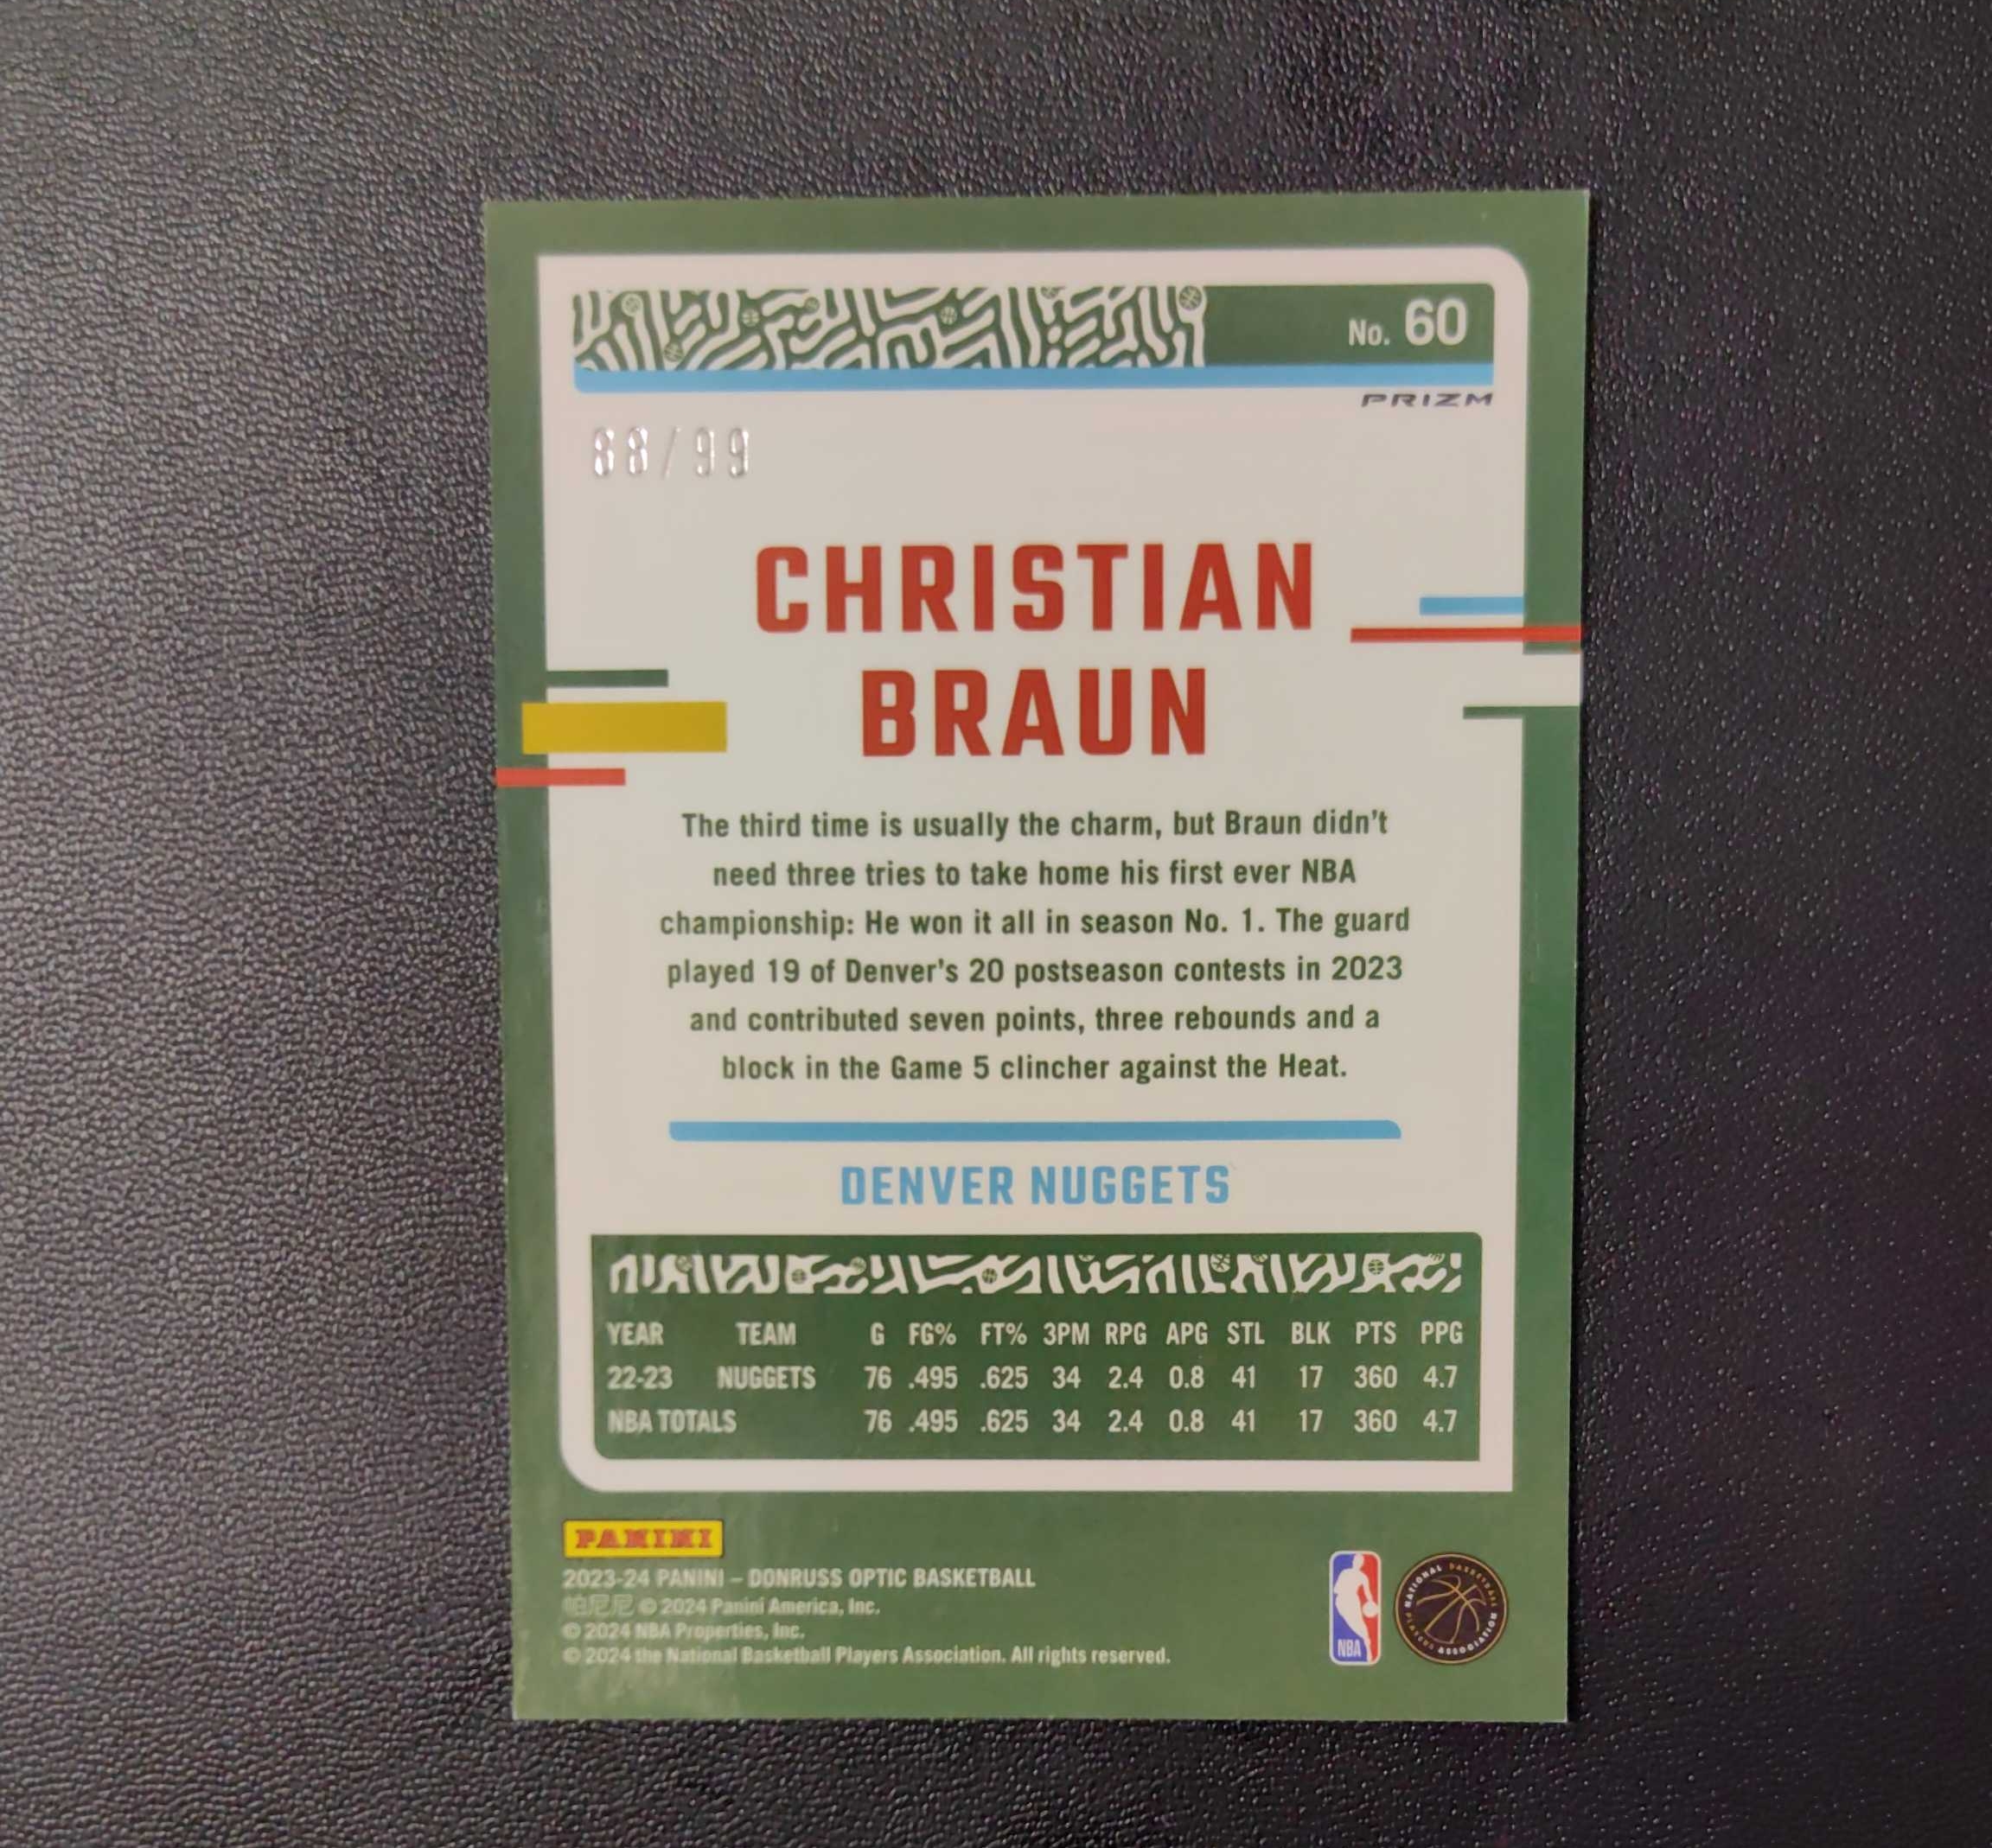 No. 60
PRIZM
88/99
CHRISTIAN
BRAUN
The third time is usually the charm, but Braun didn't
need three tries to take home his first ever NBA
championship: He won it all in season No. 1. The guard
played 19 of Denver's 20 postseason contests in 2023
and contributed seven points, three rebounds and a
block in the Game 5 clincher against the Heat.
DENVER NUGGETS
YEAR TEAM G FG% FT% 3PM RPG APG STL BLK PTS PPG
22-23 NUGGETS 76 .495 .625 34 2.4 0.8 41 17 360 4.7
NBA TOTALS 76 .495 .625 34 2.4 0.8 41 17 360 4.7
PANINI
2023-24 PANINI – DONRUSS OPTIC BASKETBALL
帕尼尼 © 2024 Panini America, Inc.
© 2024 NBA Properties, Inc.
© 2024 the National Basketball Players Association. All rights reserved.
NBA
NATIONAL BASKETBALL PLAYERS ASSOCIATION